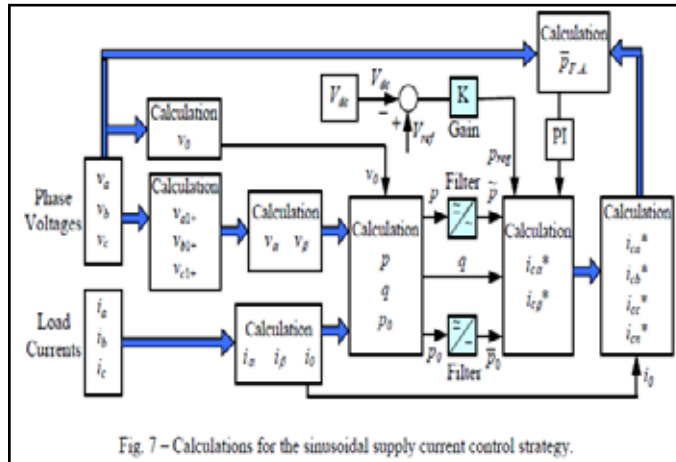 Calculation
p̅F.A.
Vdc
Vdc
−
+
Vref
K
Gain
PI
preg
Calculation
v0
Phase
Voltages
va
vb
vc
Calculation
va1+
vb1+
vc1+
Calculation
vα vβ
v0
Calculation
p
q
p0
p
Filter
p̃
q
p0
Filter
p̅0
Calculation
icα*
icβ*
Calculation
ica*
icb*
icc*
icn*
Load
Currents
ia
ib
ic
Calculation
iα iβ i0
i0
Fig. 7 – Calculations for the sinusoidal supply current control strategy.